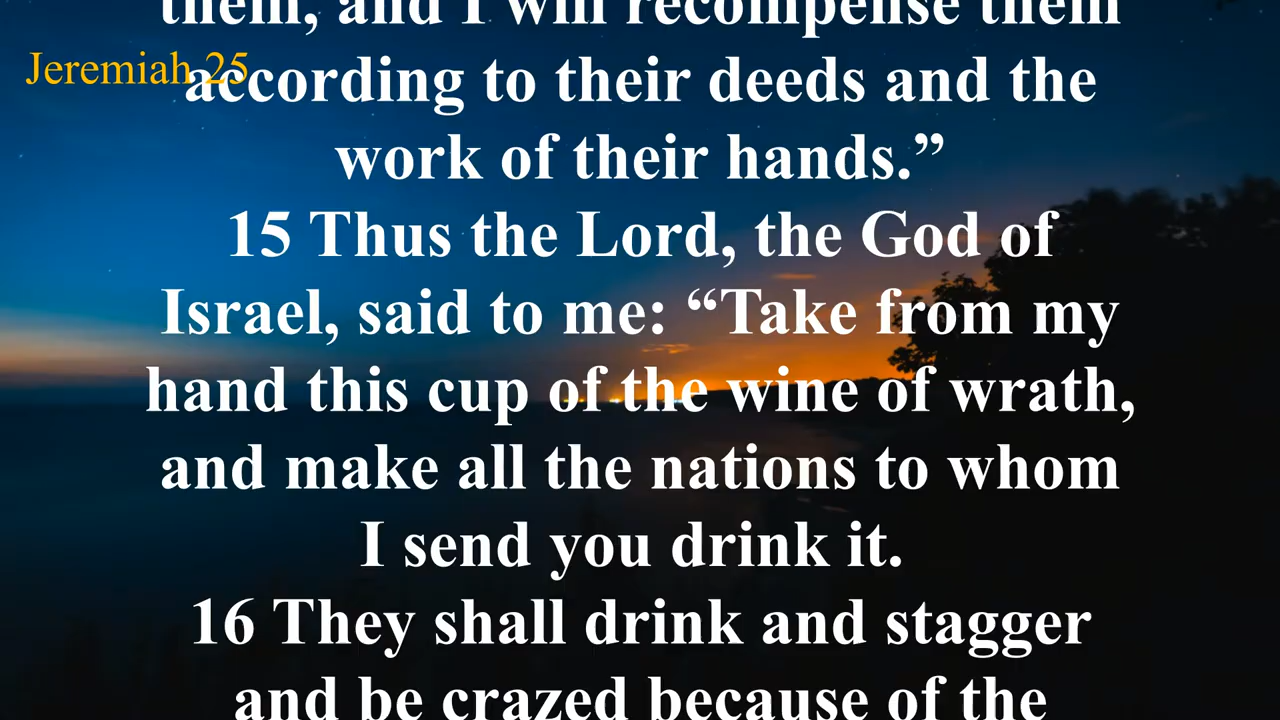 them, and I will recompense them
Jeremiah 25
according to their deeds and the
work of their hands.”
15 Thus the Lord, the God of
Israel, said to me: “Take from my
hand this cup of the wine of wrath,
and make all the nations to whom
I send you drink it.
16 They shall drink and stagger
and be crazed because of the